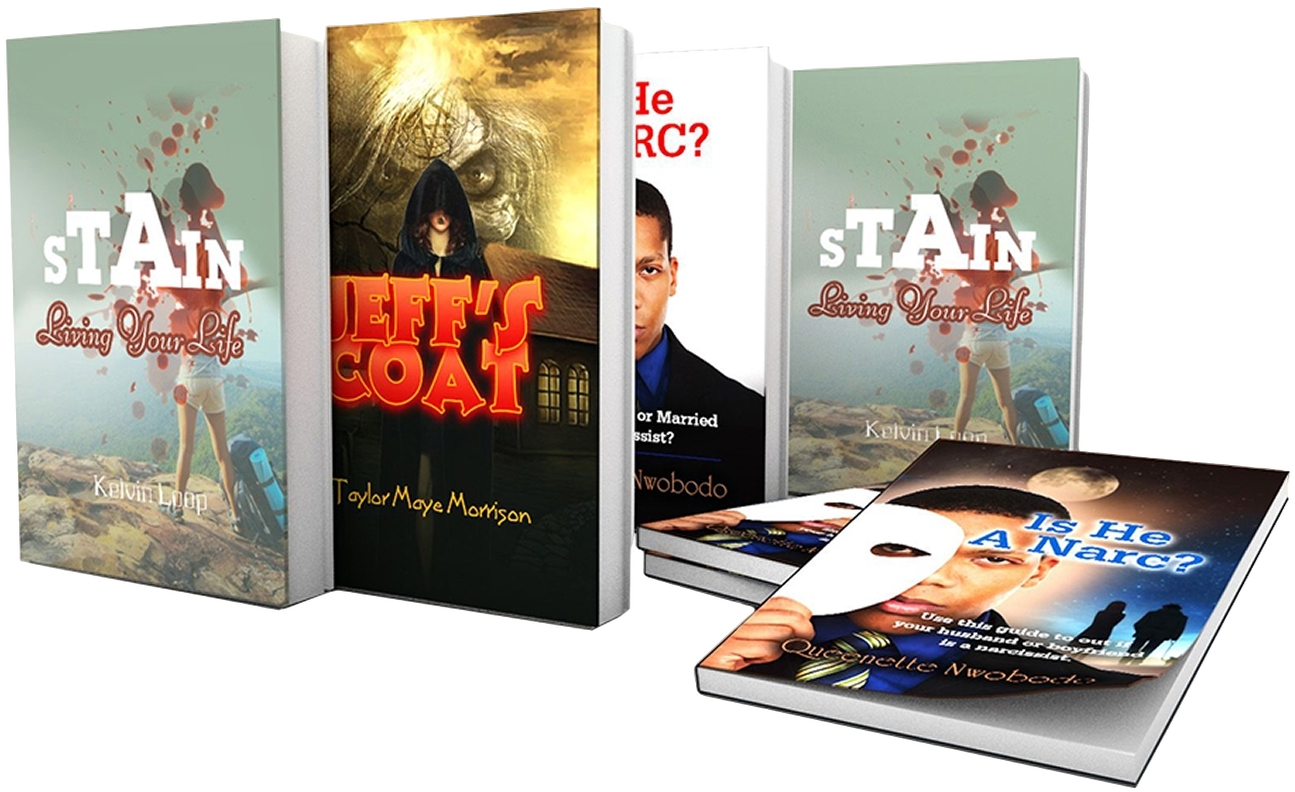 STAIN
Living Your Life
Kelvin Loop
JEFF'S
COAT
Taylor Maye Morrison
He
RC?
or Married
ssist?
Nwobodo
STAIN
Living Your Life
Kelvin Loop
Is He
A Narc?
Use this guide to out if
your husband or boyfriend
is a narcissist.
Queenelle Nwobodo